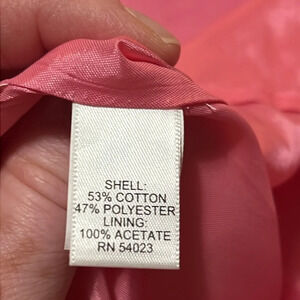 SHELL:
53% COTTON
47% POLYESTER
LINING:
100% ACETATE
RN 54023